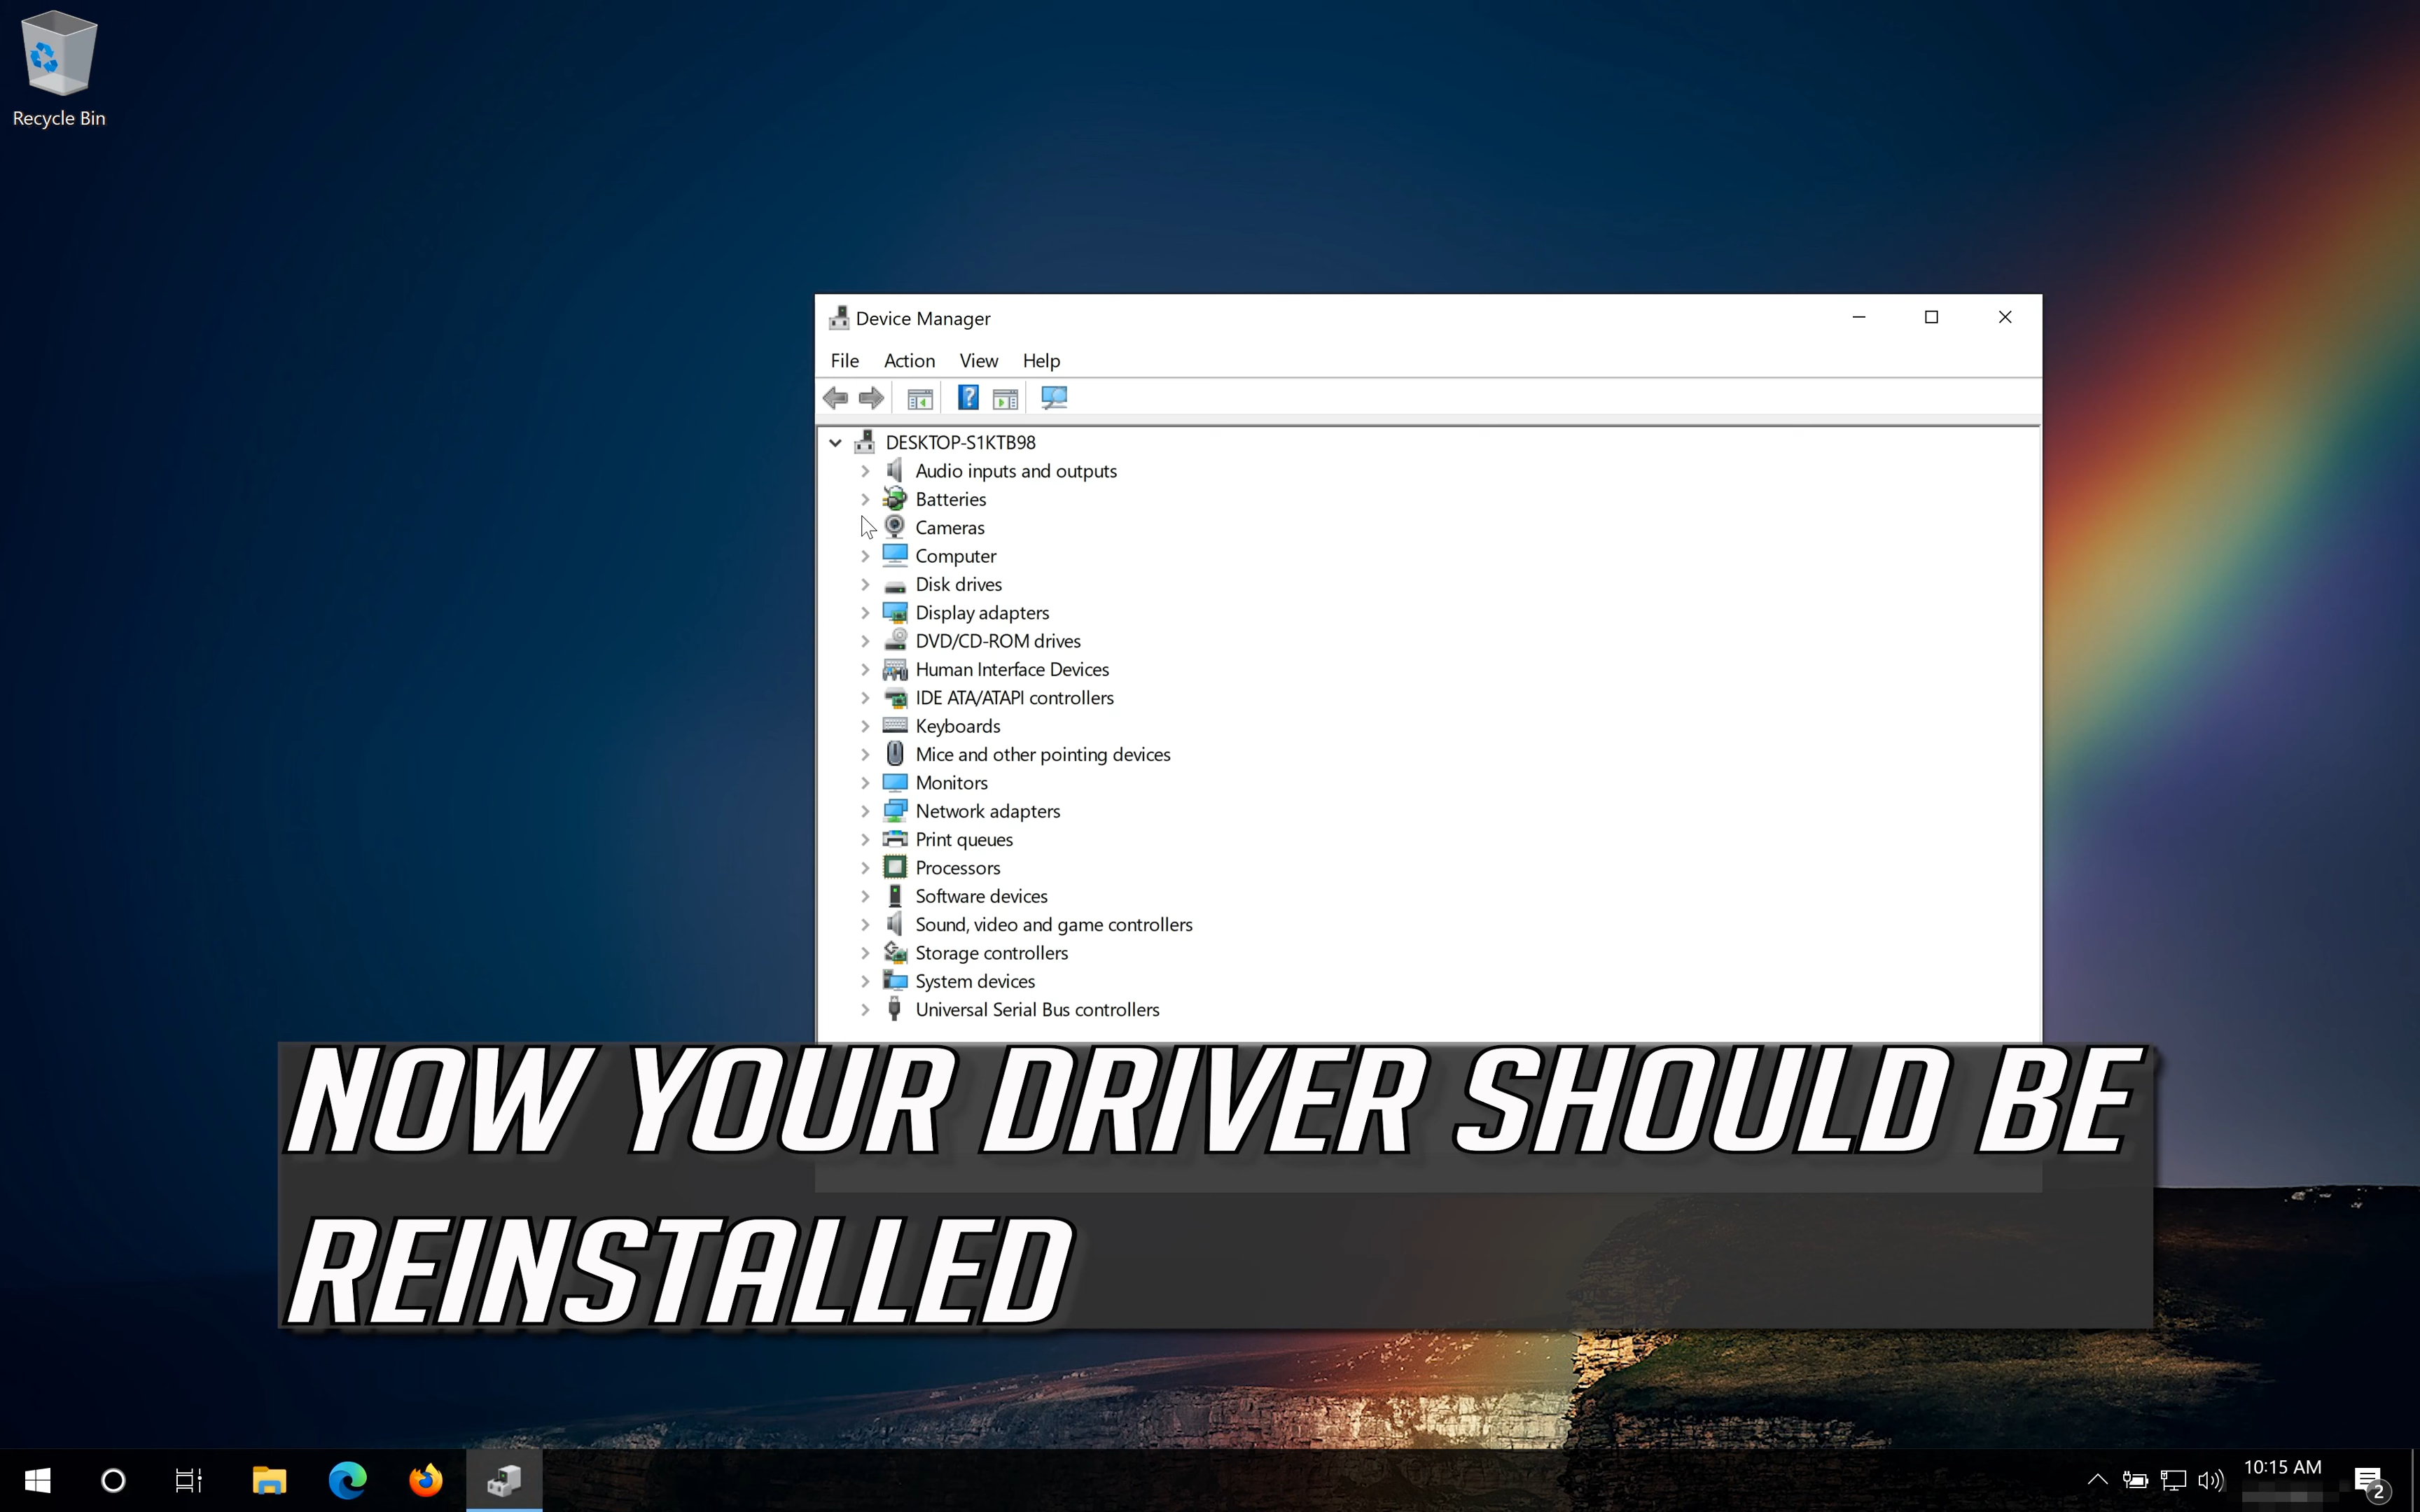 Recycle Bin
Device Manager
File Action View Help
DESKTOP-S1KTB98
Audio inputs and outputs
Batteries
Cameras
Computer
Disk drives
Display adapters
DVD/CD-ROM drives
Human Interface Devices
IDE ATA/ATAPI controllers
Keyboards
Mice and other pointing devices
Monitors
Network adapters
Print queues
Processors
Software devices
Sound, video and game controllers
Storage controllers
System devices
Universal Serial Bus controllers
NOW YOUR DRIVER SHOULD BE
REINSTALLED
10:15 AM
2